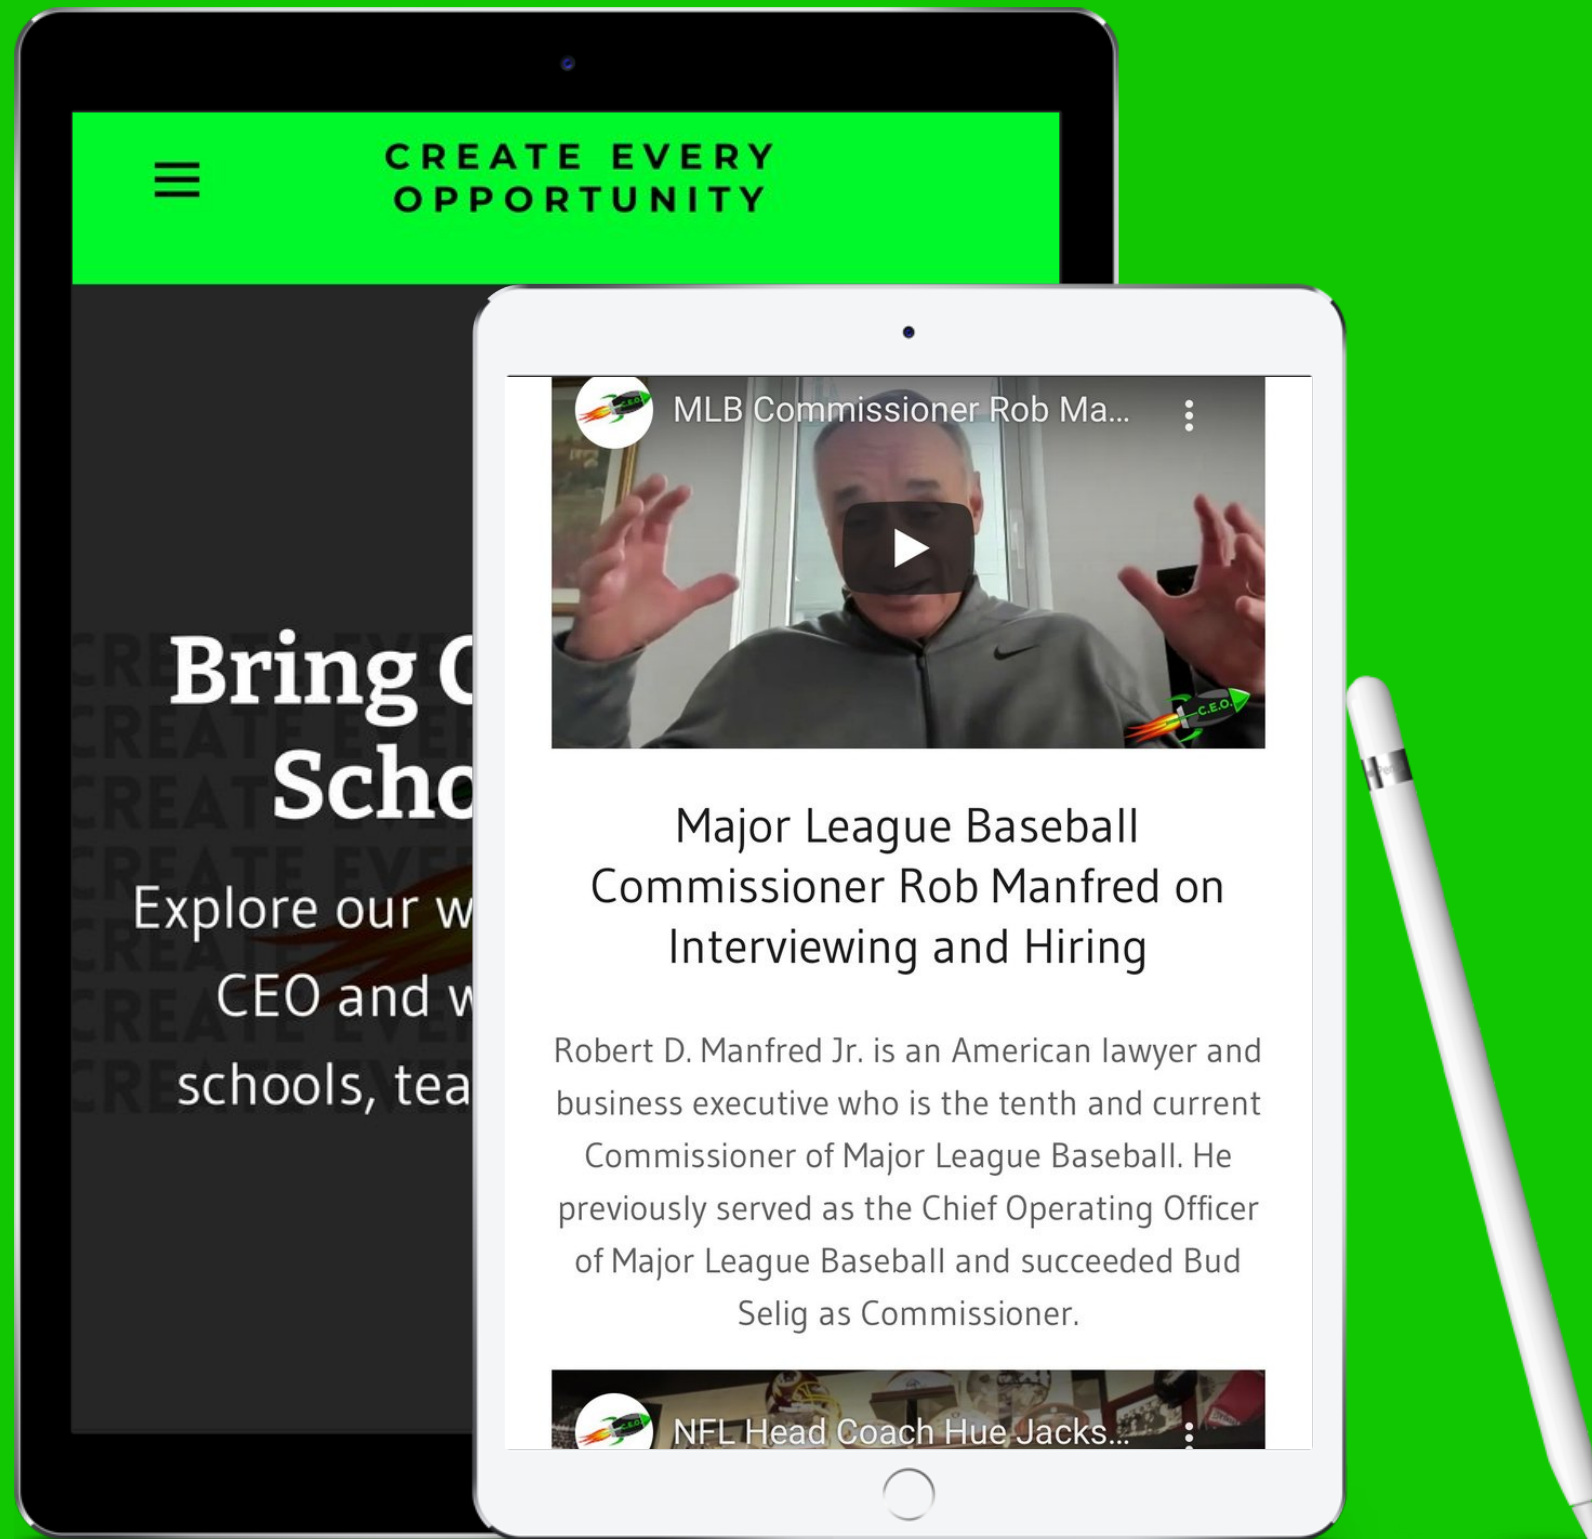 CREATE EVERY
OPPORTUNITY
Bring
Scho
Explore our w
CEO and w
schools, tea
MLB Commissioner Rob Ma...
C.E.O.
Major League Baseball
Commissioner Rob Manfred on
Interviewing and Hiring
Robert D. Manfred Jr. is an American lawyer and
business executive who is the tenth and current
Commissioner of Major League Baseball. He
previously served as the Chief Operating Officer
of Major League Baseball and succeeded Bud
Selig as Commissioner.
NFL Head Coach Hue Jacks...